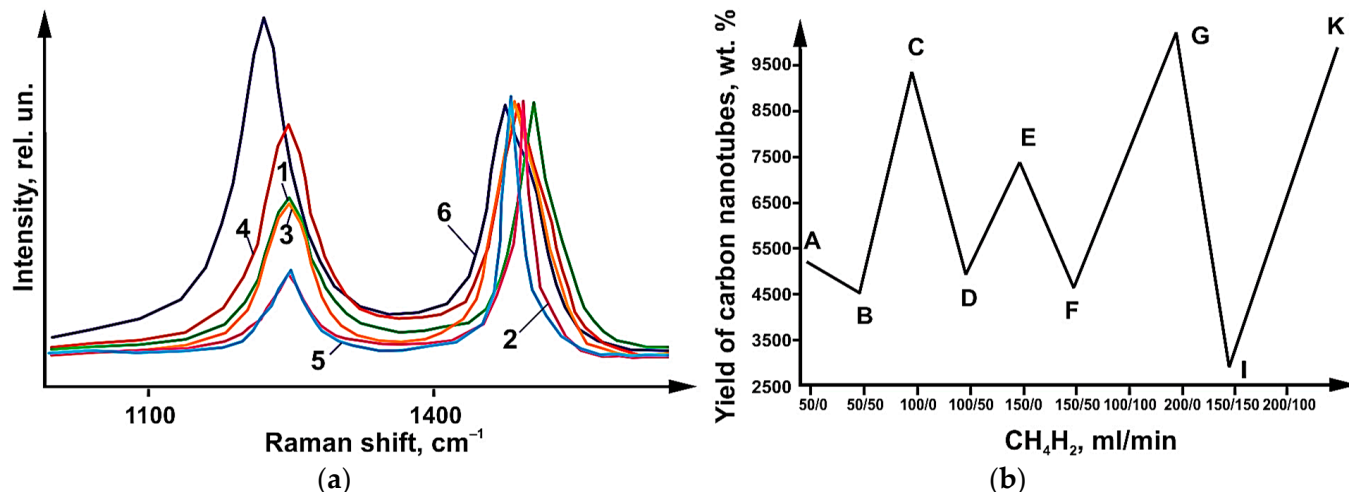 Intensity, rel. un.
1
4
3
6
2
5
1100
1400
Raman shift, cm⁻¹
(a)
Yield of carbon nanotubes, wt. %
9500
8500
7500
6500
5500
4500
3500
2500
A
B
C
D
E
F
G
I
K
50/0
50/50
100/0
100/50
150/0
150/50
100/100
200/0
150/150
200/100
CH₄H₂, ml/min
(b)